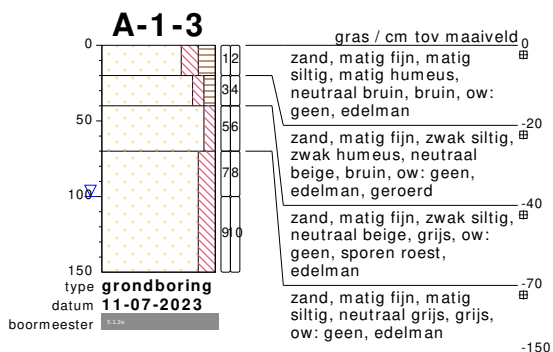 A-1-3
gras / cm tov maaiveld
0
0
zand, matig fijn, matig
siltig, matig humeus,
neutraal bruin, bruin, ow:
geen, edelman
1 2
3 4
-20
zand, matig fijn, zwak siltig,
zwak humeus, neutraal
beige, bruin, ow: geen,
edelman, geroerd
50
5 6
-40
zand, matig fijn, zwak siltig,
neutraal beige, grijs, ow:
geen, sporen roest,
edelman
7 8
100
9 10
-70
zand, matig fijn, matig
siltig, neutraal grijs, grijs,
ow: geen, edelman
150
-150
type grondboring
datum 11-07-2023
boormeester 5.1.2e